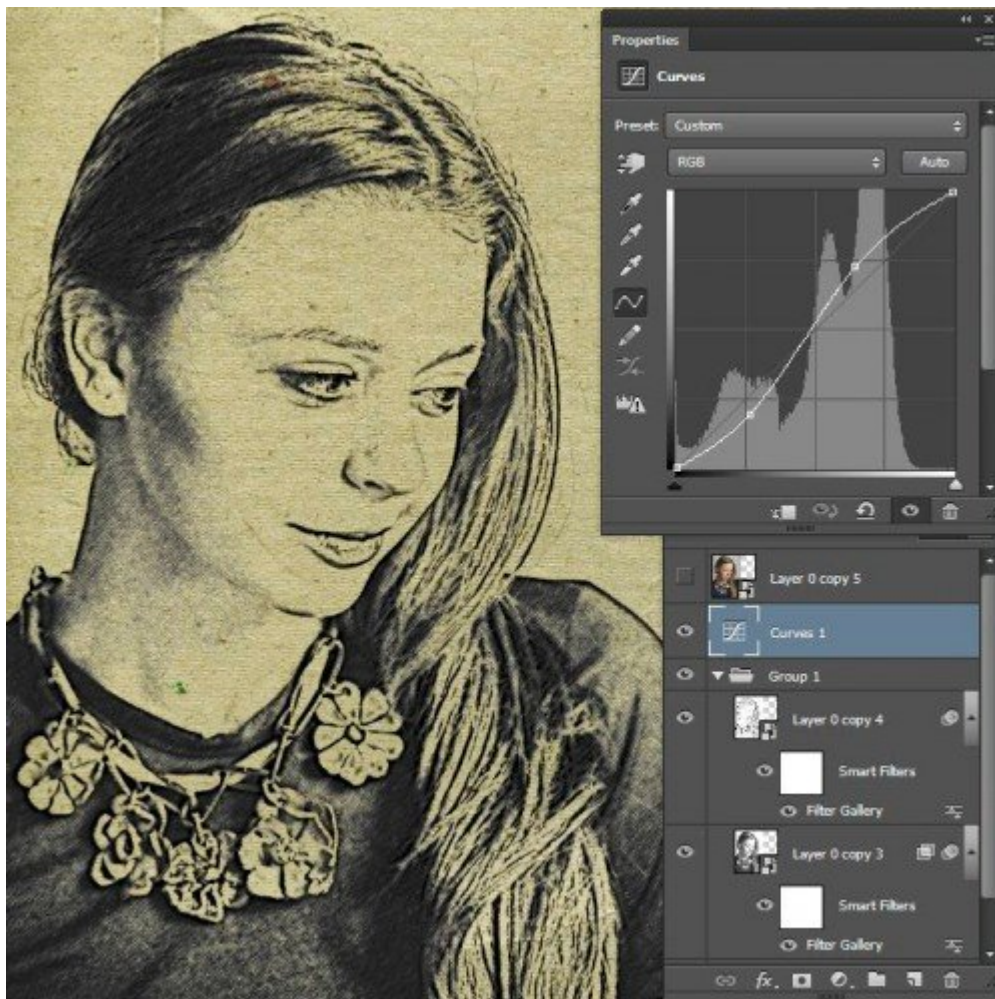 Properties
Curves
Preset: Custom
RGB
Auto
Layer 0 copy 5
Curves 1
Group 1
Layer 0 copy 4
Smart Filters
Filter Gallery
Layer 0 copy 3
Smart Filters
Filter Gallery
fx.